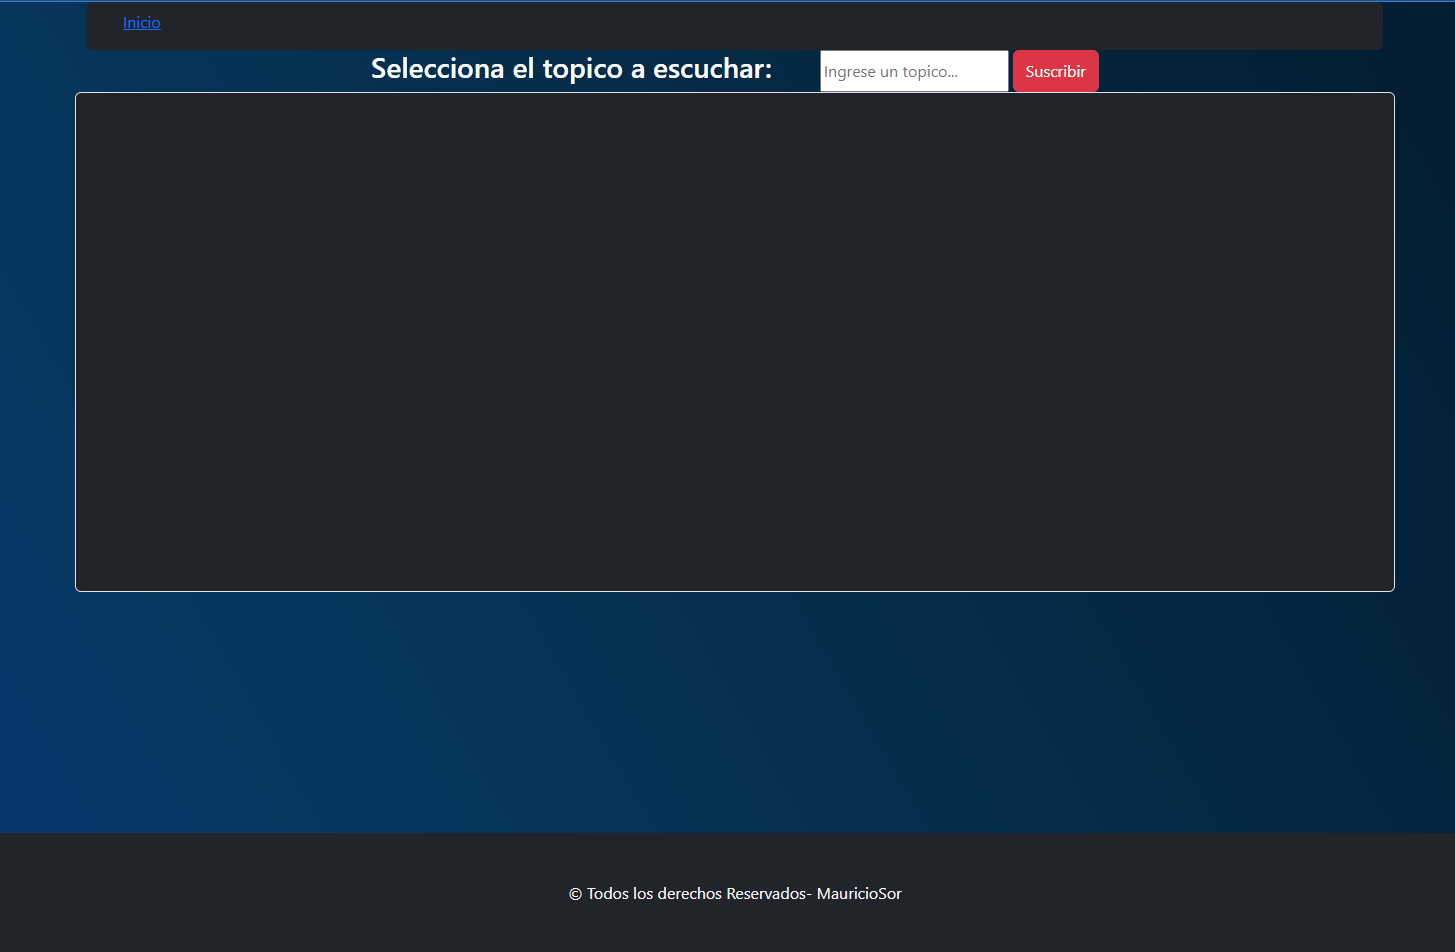 Inicio
Selecciona el topico a escuchar:
Ingrese un topico...
Suscribir
© Todos los derechos Reservados- MauricioSor